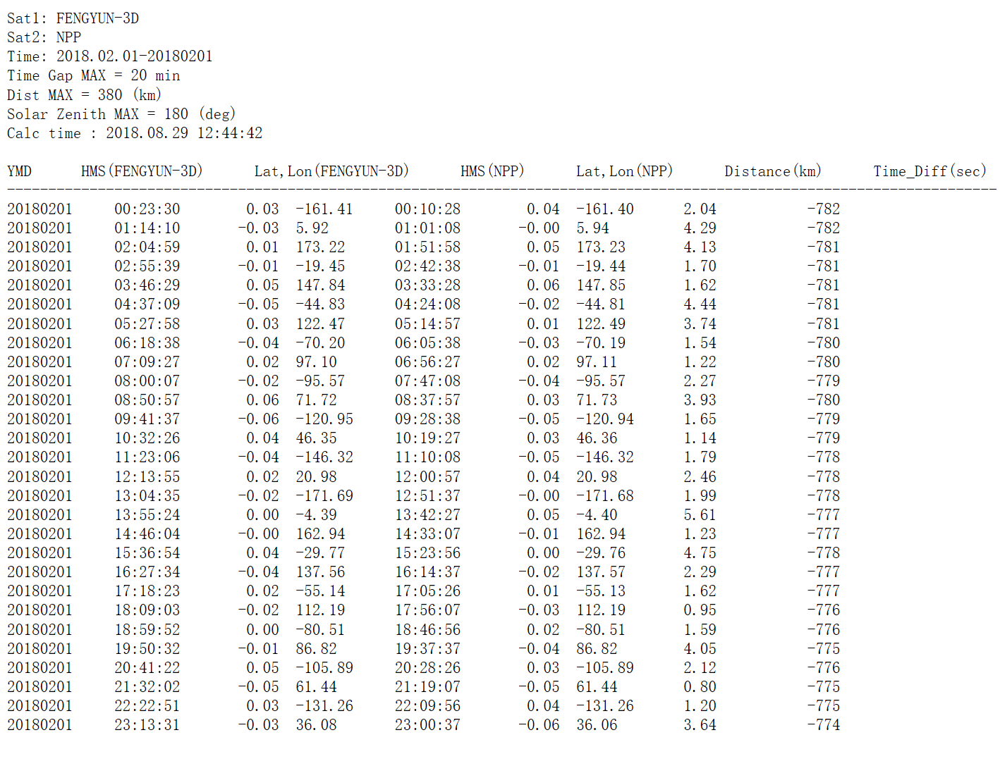 Sat1: FENGYUN-3D
Sat2: NPP
Time: 2018.02.01-20180201
Time Gap MAX = 20 min
Dist MAX = 380 (km)
Solar Zenith MAX = 180 (deg)
Calc time : 2018.08.29 12:44:42
YMD HMS(FENGYUN-3D) Lat,Lon(FENGYUN-3D) HMS(NPP) Lat,Lon(NPP) Distance(km) Time_Diff(sec)
------------------------------------------------------------------------------------------------------------------------
20180201 00:23:30 0.03 -161.41 00:10:28 0.04 -161.40 2.04 -782
20180201 01:14:10 -0.03 5.92 01:01:08 -0.00 5.94 4.29 -782
20180201 02:04:59 0.01 173.22 01:51:58 0.05 173.23 4.13 -781
20180201 02:55:39 -0.01 -19.45 02:42:38 -0.01 -19.44 1.70 -781
20180201 03:46:29 0.05 147.84 03:33:28 0.06 147.85 1.62 -781
20180201 04:37:09 -0.05 -44.83 04:24:08 -0.02 -44.81 4.44 -781
20180201 05:27:58 0.03 122.47 05:14:57 0.01 122.49 3.74 -781
20180201 06:18:38 -0.04 -70.20 06:05:38 -0.03 -70.19 1.54 -780
20180201 07:09:27 0.02 97.10 06:56:27 0.02 97.11 1.22 -780
20180201 08:00:07 -0.02 -95.57 07:47:08 -0.04 -95.57 2.27 -779
20180201 08:50:57 0.06 71.72 08:37:57 0.03 71.73 3.93 -780
20180201 09:41:37 -0.06 -120.95 09:28:38 -0.05 -120.94 1.65 -779
20180201 10:32:26 0.04 46.35 10:19:27 0.03 46.36 1.14 -779
20180201 11:23:06 -0.04 -146.32 11:10:08 -0.05 -146.32 1.79 -778
20180201 12:13:55 0.02 20.98 12:00:57 0.04 20.98 2.46 -778
20180201 13:04:35 -0.02 -171.69 12:51:37 -0.00 -171.68 1.99 -778
20180201 13:55:24 0.00 -4.39 13:42:27 0.05 -4.40 5.61 -777
20180201 14:46:04 -0.00 162.94 14:33:07 -0.01 162.94 1.23 -777
20180201 15:36:54 0.04 -29.77 15:23:56 0.00 -29.76 4.75 -778
20180201 16:27:34 -0.04 137.56 16:14:37 -0.02 137.57 2.29 -777
20180201 17:18:23 0.02 -55.14 17:05:26 0.01 -55.13 1.62 -777
20180201 18:09:03 -0.02 112.19 17:56:07 -0.03 112.19 0.95 -776
20180201 18:59:52 0.00 -80.51 18:46:56 0.02 -80.51 1.59 -776
20180201 19:50:32 -0.01 86.82 19:37:37 -0.04 86.82 4.05 -775
20180201 20:41:22 0.05 -105.89 20:28:26 0.03 -105.89 2.12 -776
20180201 21:32:02 -0.05 61.44 21:19:07 -0.05 61.44 0.80 -775
20180201 22:22:51 0.03 -131.26 22:09:56 0.04 -131.26 1.20 -775
20180201 23:13:31 -0.03 36.08 23:00:37 -0.06 36.06 3.64 -774